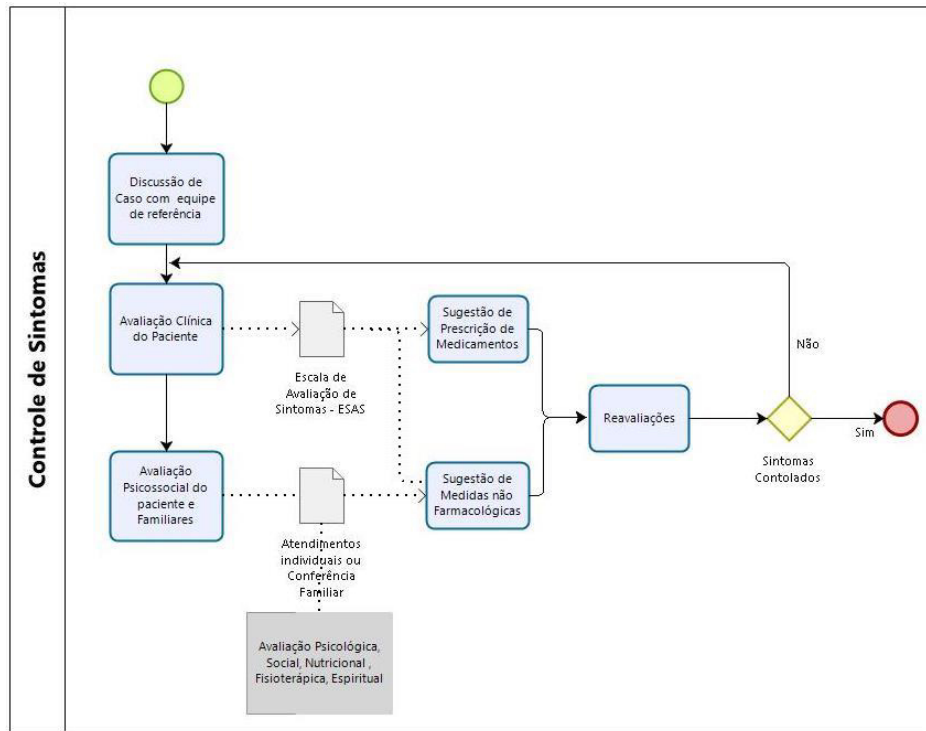 Controle de Sintomas
Discussão de
Caso com equipe
de referência
Avaliação Clínica
do Paciente
Escala de
Avaliação de
Sintomas - ESAS
Sugestão de
Prescrição de
Medicamentos
Reavaliações
Não
Sim
Sintomas
Contolados
Avaliação
Psicossocial do
paciente e
Familiares
Atendimentos
individuais ou
Conferência
Familiar
Sugestão de
Medidas não
Farmacológicas
Avaliação Psicológica,
Social, Nutricional ,
Fisioterápica, Espiritual